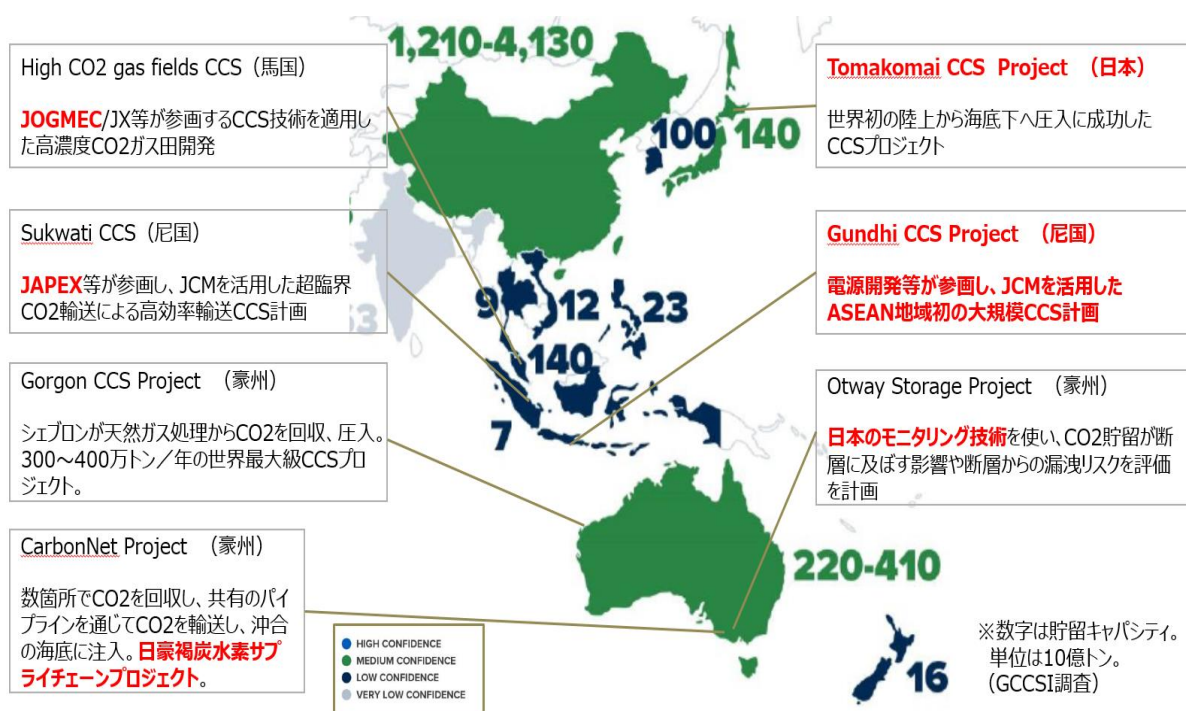 High CO2 gas fields CCS（馬国）
JOGMEC/JX等が参画するCCS技術を適用し
た高濃度CO2ガス田開発
Sukwati CCS（尼国）
JAPEX等が参画し、JCMを活用した超臨界
CO2輸送による高効率輸送CCS計画
Gorgon CCS Project （豪州）
シェブロンが天然ガス処理からCO2を回収、圧入。
300～400万トン／年の世界最大級CCSプロ
ジェクト。
CarbonNet Project （豪州）
数箇所でCO2を回収し、共有のパイ
プラインを通じてCO2を輸送し、沖合
の海底に注入。日豪褐炭水素サプ
ライチェーンプロジェクト。
1,210-4,130
100
140
9
12
23
140
7
220-410
16
HIGH CONFIDENCE
MEDIUM CONFIDENCE
LOW CONFIDENCE
VERY LOW CONFIDENCE
Tomakomai CCS Project （日本）
世界初の陸上から海底下へ圧入に成功した
CCSプロジェクト
Gundhi CCS Project （尼国）
電源開発等が参画し、JCMを活用した
ASEAN地域初の大規模CCS計画
Otway Storage Project （豪州）
日本のモニタリング技術を使い、CO2貯留が断
層に及ぼす影響や断層からの漏洩リスクを評価
を計画
※数字は貯留キャパシティ。
単位は10億トン。
(GCCSI調査)